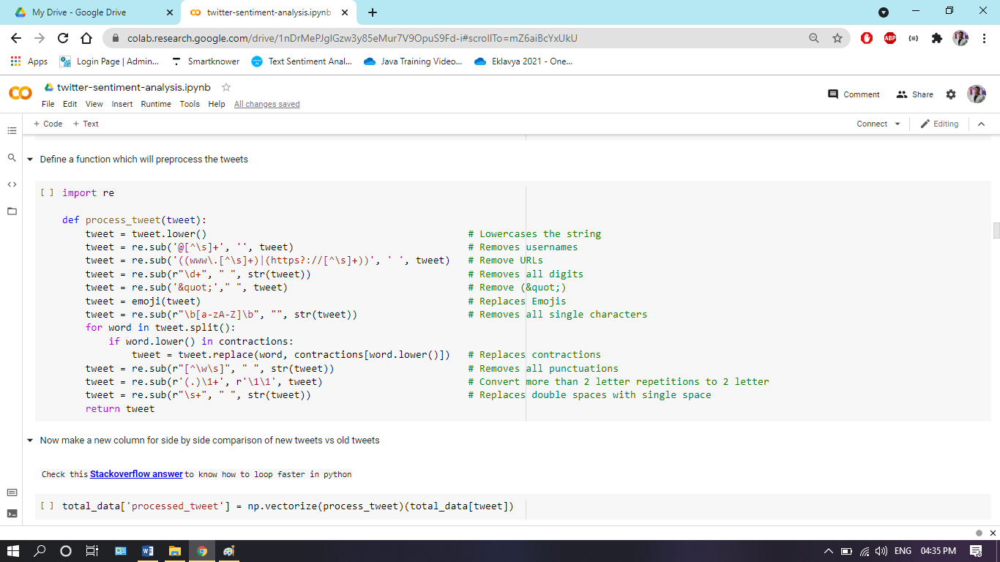 My Drive - Google Drive
twitter-sentiment-analysis.ipynb
colab.research.google.com/drive/1nDrMePJgIGzw3y85eMur7V9OpuS9Fd-i#scrollTo=mZ6aiBcYxUkU
ABP
Apps
Login Page | Admin...
Smartknower
Text Sentiment Anal...
Java Training Video...
Eklavya 2021 - One...
twitter-sentiment-analysis.ipynb
Comment
Share
File Edit View Insert Runtime Tools Help All changes saved
+ Code + Text
Connect
Editing
Define a function which will preprocess the tweets
[ ] import re
def process_tweet(tweet):
tweet = tweet.lower() # Lowercases the string
tweet = re.sub('@[^\s]+', '', tweet) # Removes usernames
tweet = re.sub('((www\.[^\s]+)|(https?://[^\s]+))', ' ', tweet) # Remove URLs
tweet = re.sub(r"\d+", " ", str(tweet)) # Removes all digits
tweet = re.sub('&quot;'," ", tweet) # Remove (&quot;)
tweet = emoji(tweet) # Replaces Emojis
tweet = re.sub(r"\b[a-zA-Z]\b", "", str(tweet)) # Removes all single characters
for word in tweet.split():
if word.lower() in contractions:
tweet = tweet.replace(word, contractions[word.lower()]) # Replaces contractions
tweet = re.sub(r"[^\w\s]", " ", str(tweet)) # Removes all punctuations
tweet = re.sub(r'(.)\1+', r'\1\1', tweet) # Convert more than 2 letter repetitions to 2 letter
tweet = re.sub(r"\s+", " ", str(tweet)) # Replaces double spaces with single space
return tweet
Now make a new column for side by side comparison of new tweets vs old tweets
Check this Stackoverflow answer to know how to loop faster in python
[ ] total_data['processed_tweet'] = np.vectorize(process_tweet)(total_data[tweet])
ENG 04:35 PM